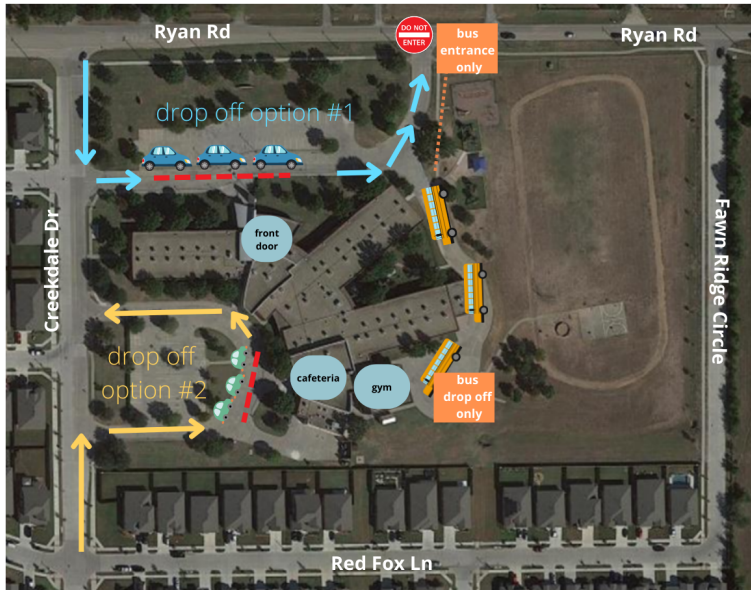 Ryan Rd
DO NOT
ENTER
bus
entrance
only
Ryan Rd
drop off option #1
front
door
Creekdale Dr
Fawn Ridge Circle
drop off
option #2
cafeteria
gym
bus
drop off
only
Red Fox Ln